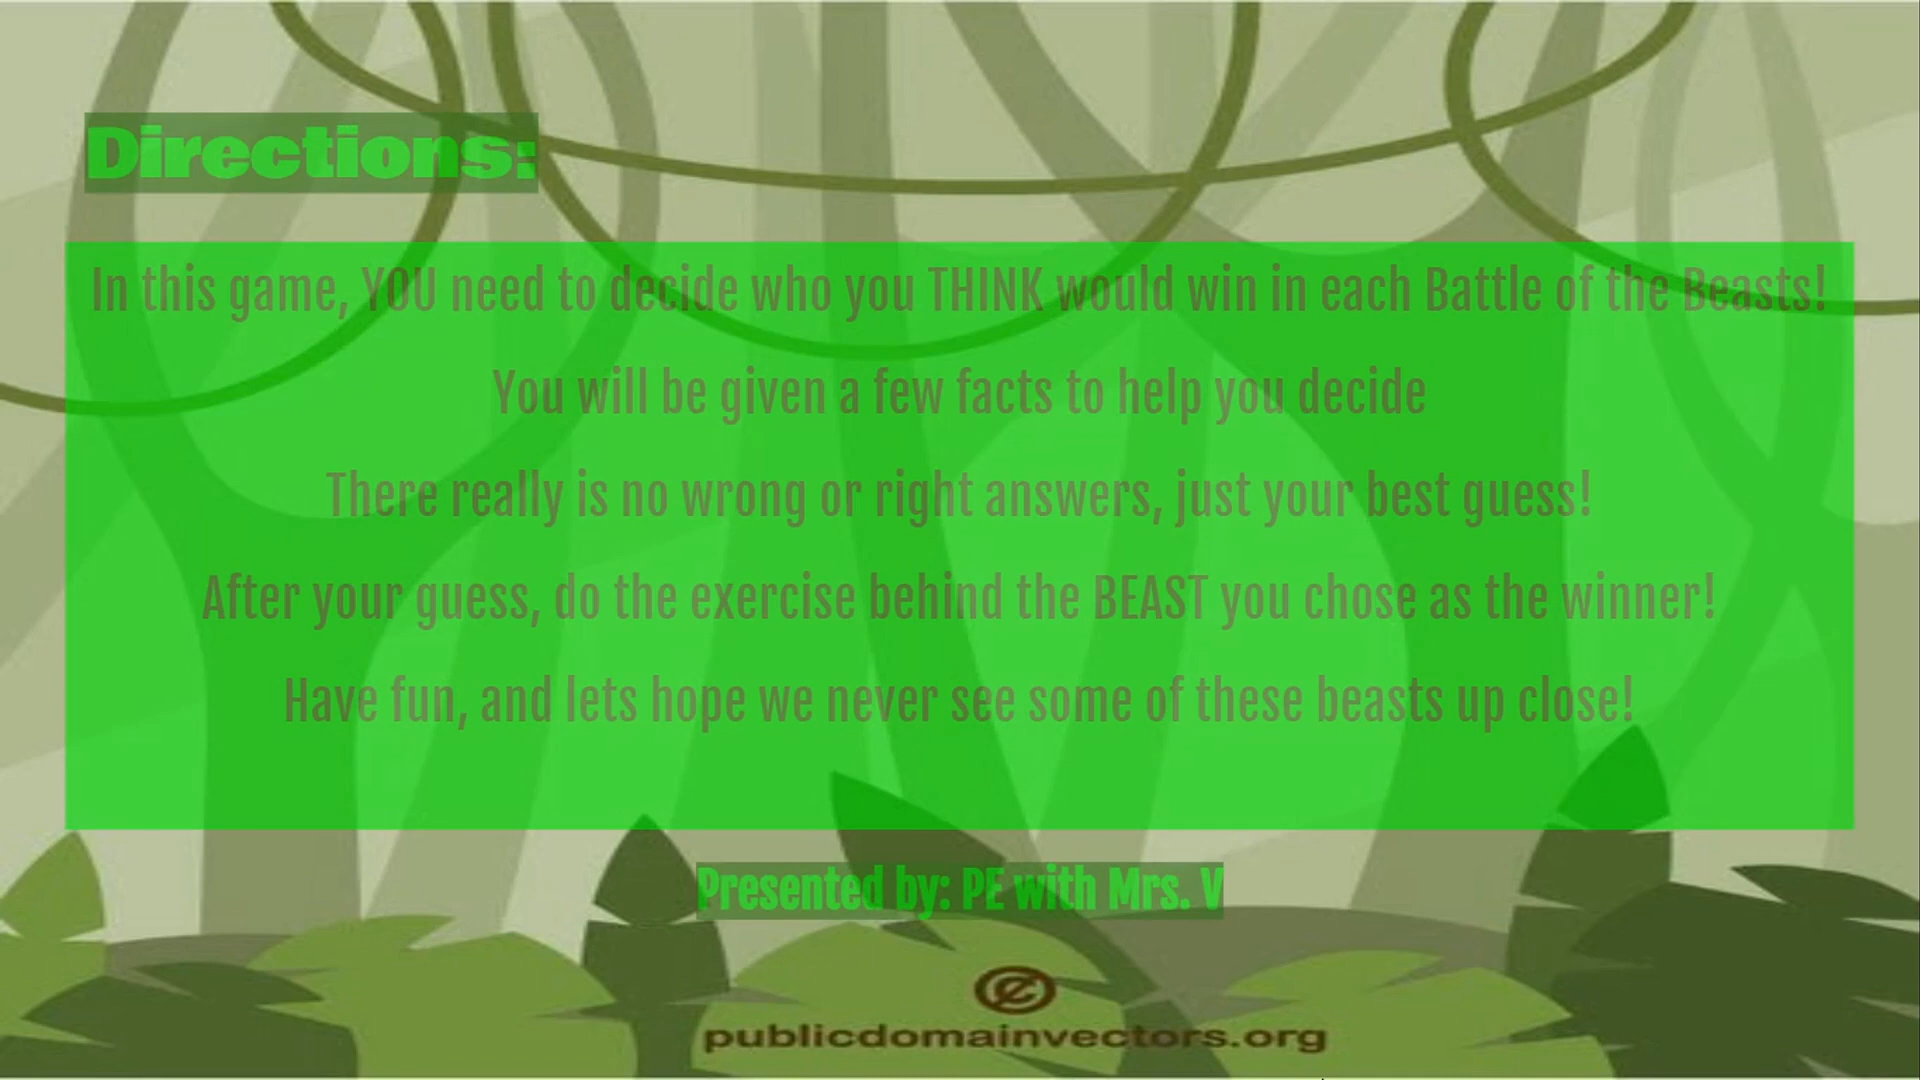 Directions:
In this game, YOU need to decide who you THINK would win in each Battle of the Beasts!
You will be given a few facts to help you decide
There really is no wrong or right answers, just your best guess!
After your guess, do the exercise behind the BEAST you chose as the winner!
Have fun, and lets hope we never see some of these beasts up close!
Presented by: PE with Mrs. V
publicdomainvectors.org